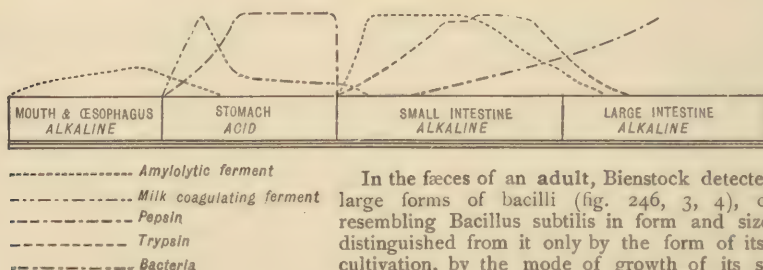 MOUTH & ŒSOPHAGUS
ALKALINE
STOMACH
ACID
SMALL INTESTINE
ALKALINE
LARGE INTESTINE
ALKALINE
Amylolytic ferment
Milk coagulating ferment
Pepsin
Trypsin
Bacteria
In the fæces of an adult, Bienstock detecte
large forms of bacilli (fig. 246, 3, 4),
resembling Bacillus subtilis in form and siz
distinguished from it only by the form of its
cultivation, by the mode of growth of its s